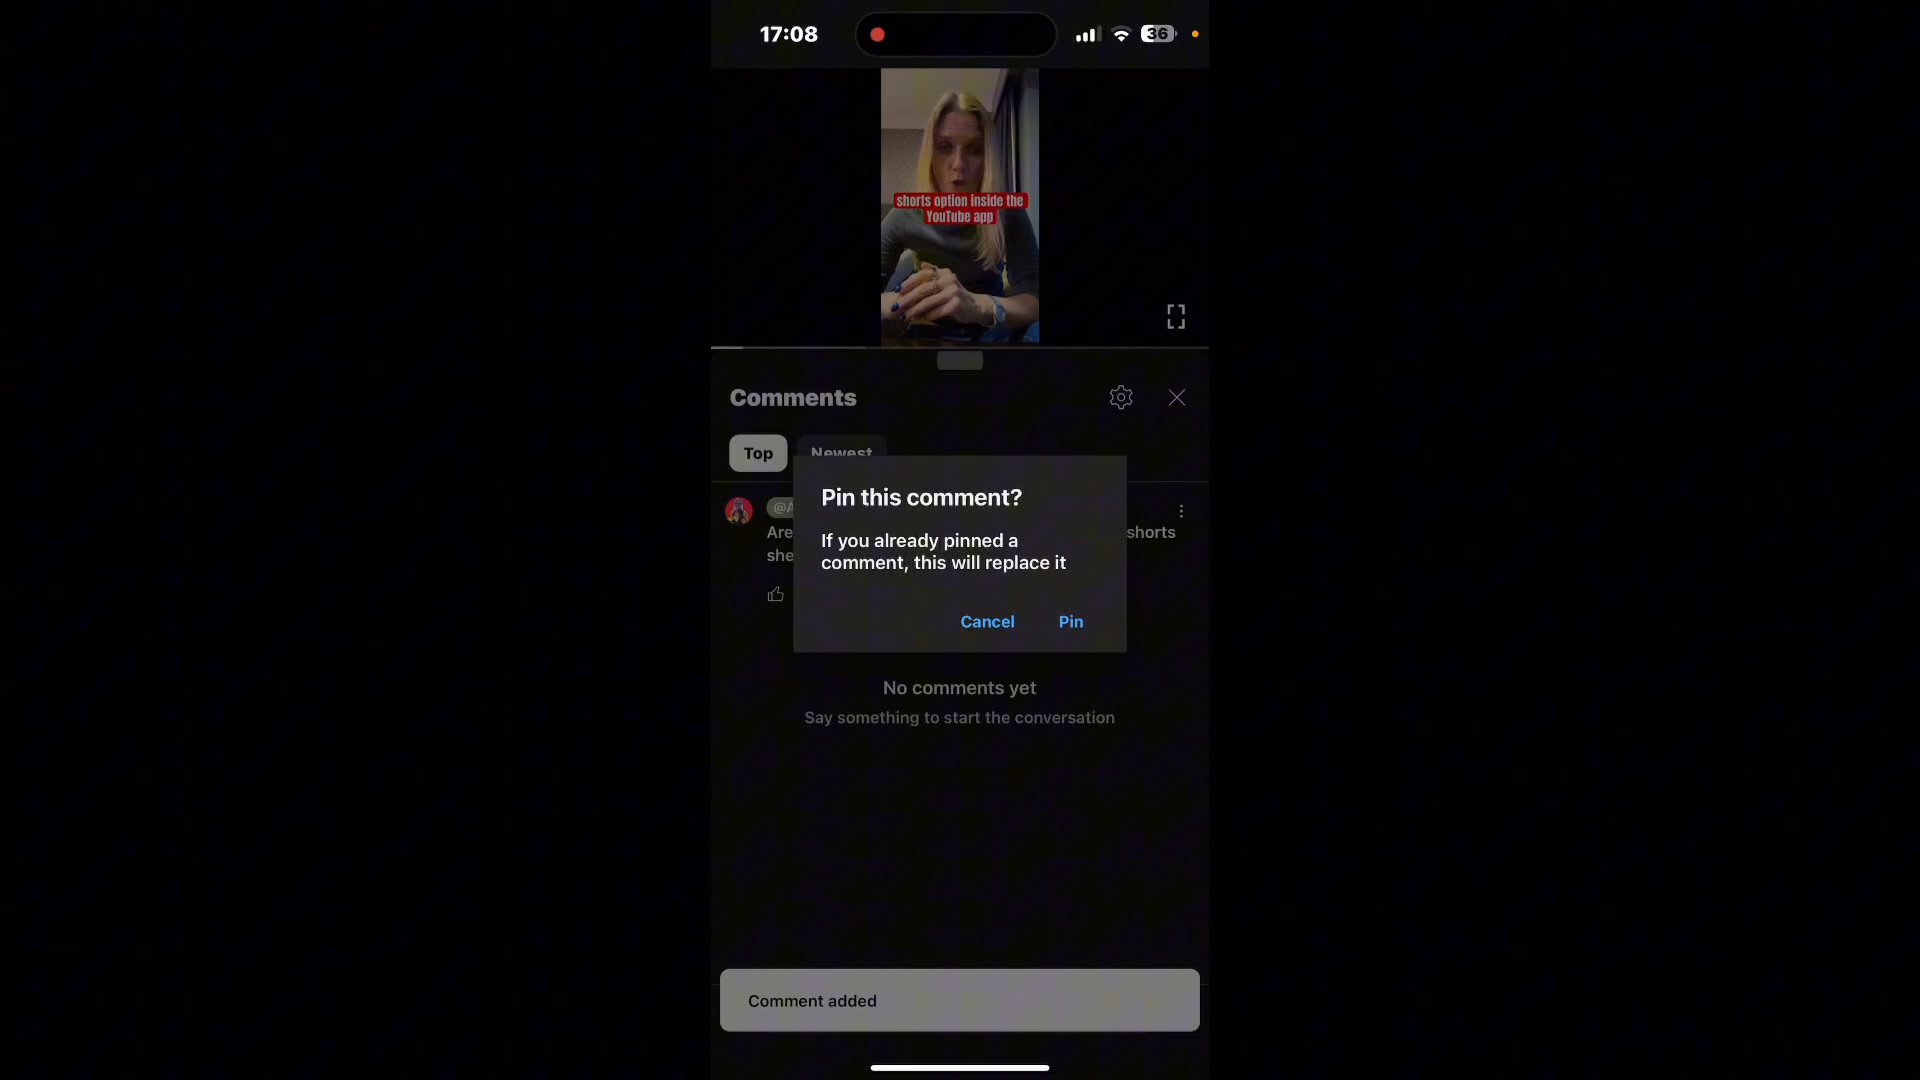 17:08
36
shorts option inside the
YouTube app
Comments
Top
Newest
@A
Pin this comment?
If you already pinned a
comment, this will replace it
Are
shorts
she
Cancel
Pin
No comments yet
Say something to start the conversation
Comment added